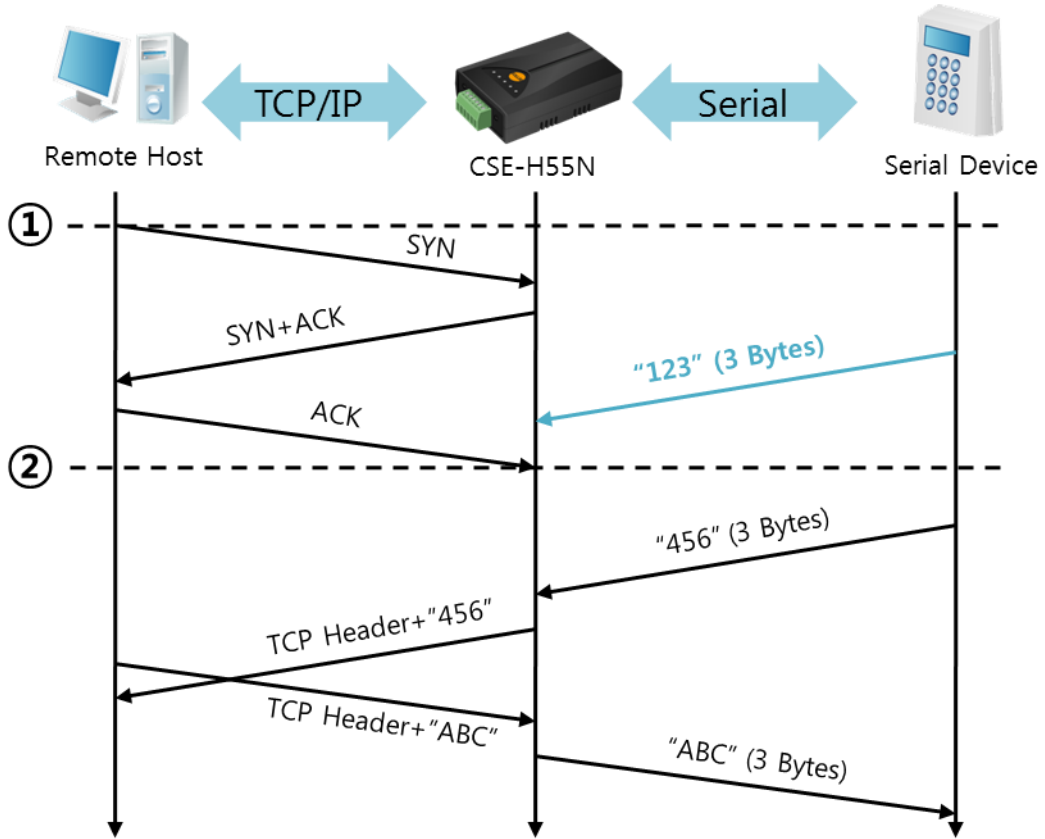 TCP/IP
Serial
Remote Host
CSE-H55N
Serial Device
①
SYN
SYN+ACK
“123” (3 Bytes)
ACK
②
“456” (3 Bytes)
TCP Header+”456”
TCP Header+”ABC”
“ABC” (3 Bytes)